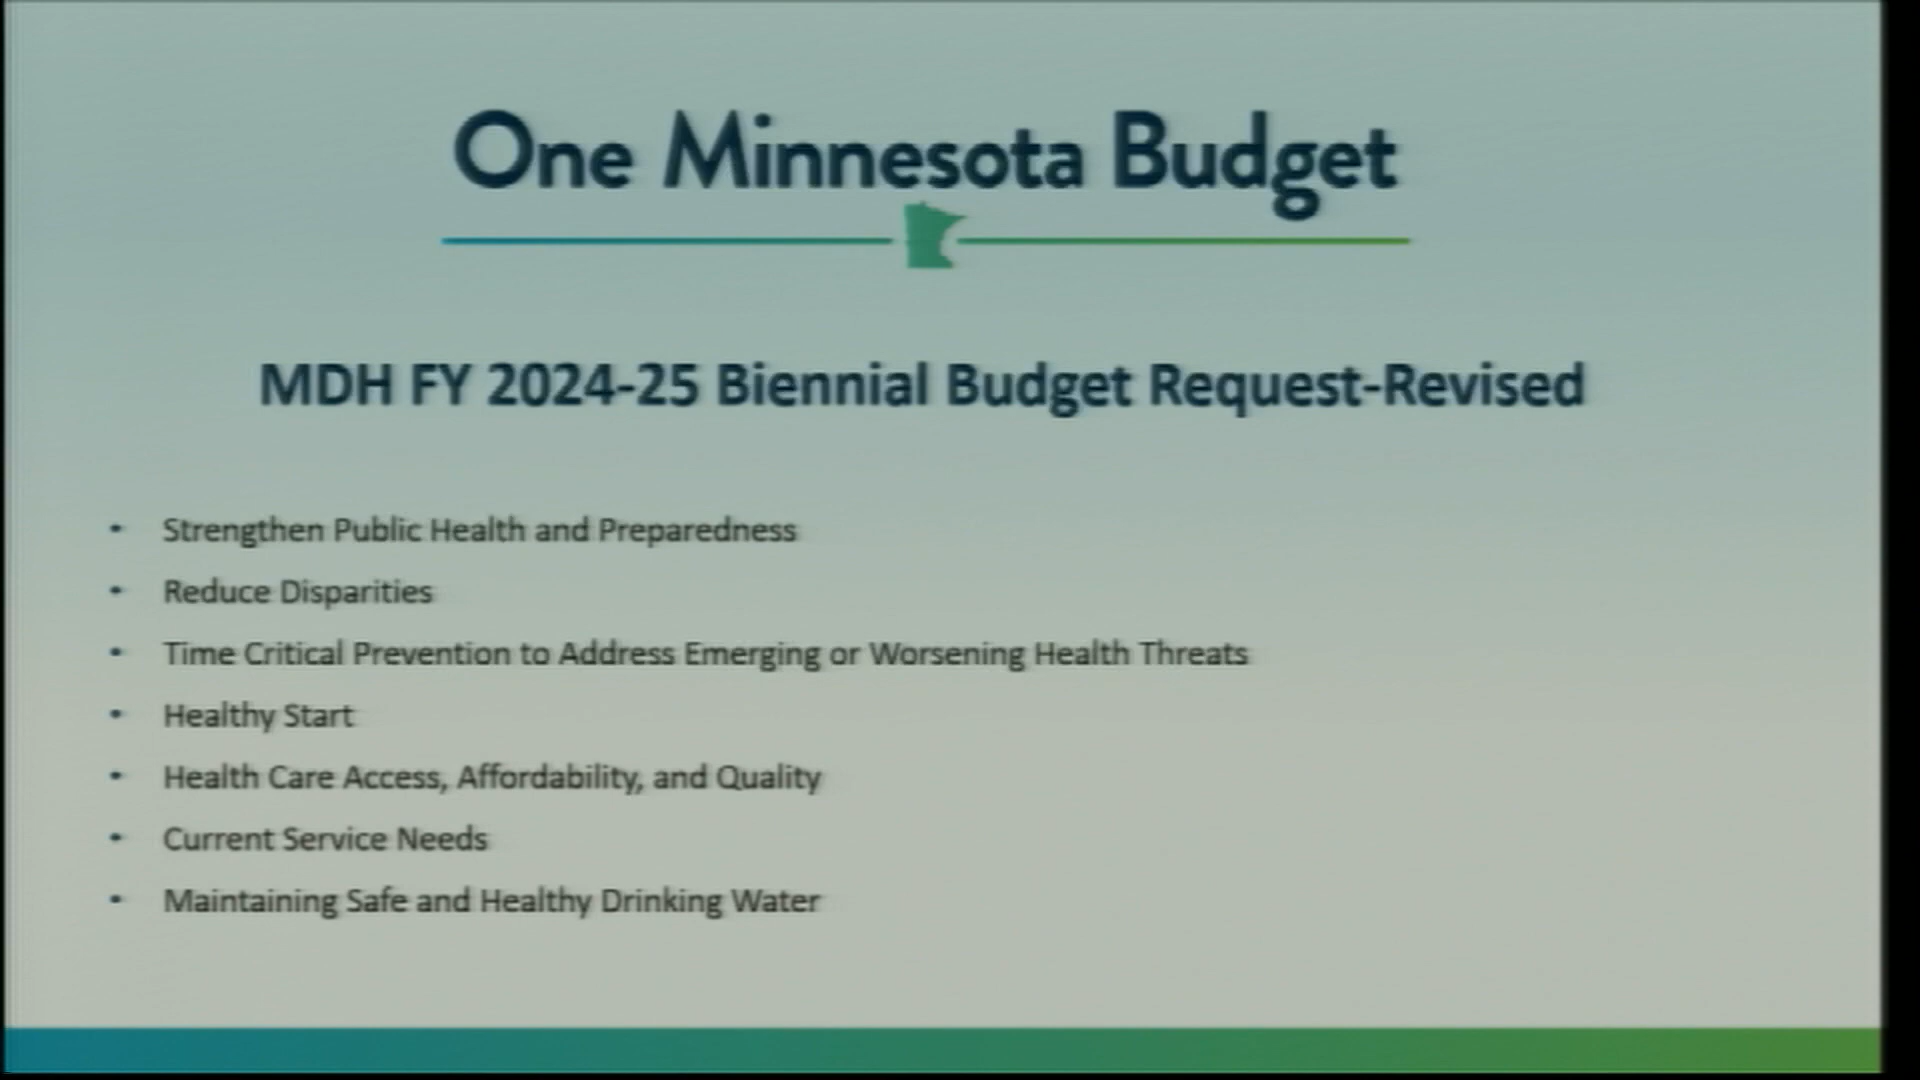 One Minnesota Budget
MDH FY 2024-25 Biennial Budget Request-Revised
• Strengthen Public Health and Preparedness
• Reduce Disparities
• Time Critical Prevention to Address Emerging or Worsening Health Threats
• Healthy Start
• Health Care Access, Affordability, and Quality
• Current Service Needs
• Maintaining Safe and Healthy Drinking Water